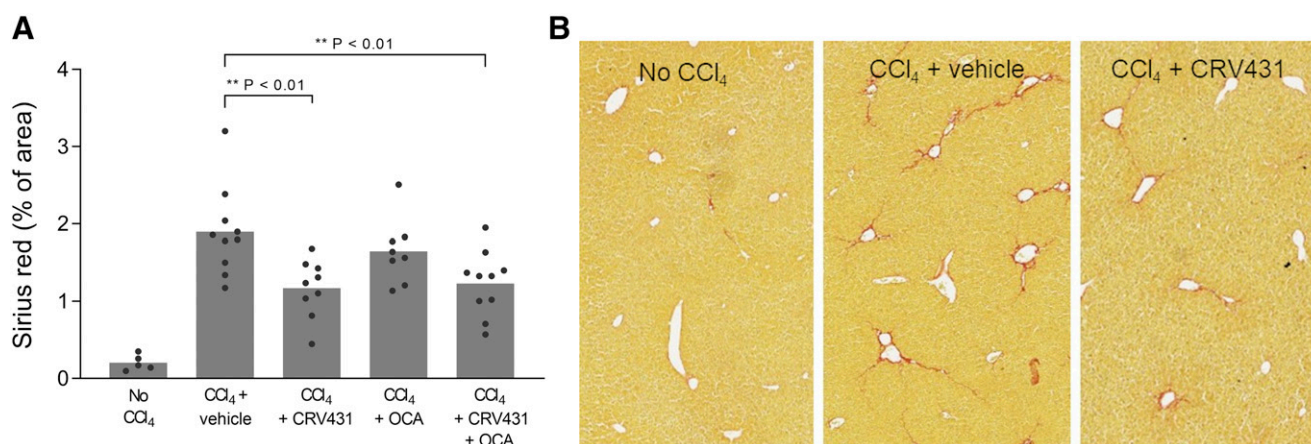 A
** P < 0.01
** P < 0.01
Sirius red (% of area)
4
3
2
1
0
No
CCl₄
CCl₄ +
vehicle
CCl₄
+ CRV431
CCl₄
+ OCA
CCl₄
+ CRV431
+ OCA
B
No CCl₄
CCl₄ + vehicle
CCl₄ + CRV431